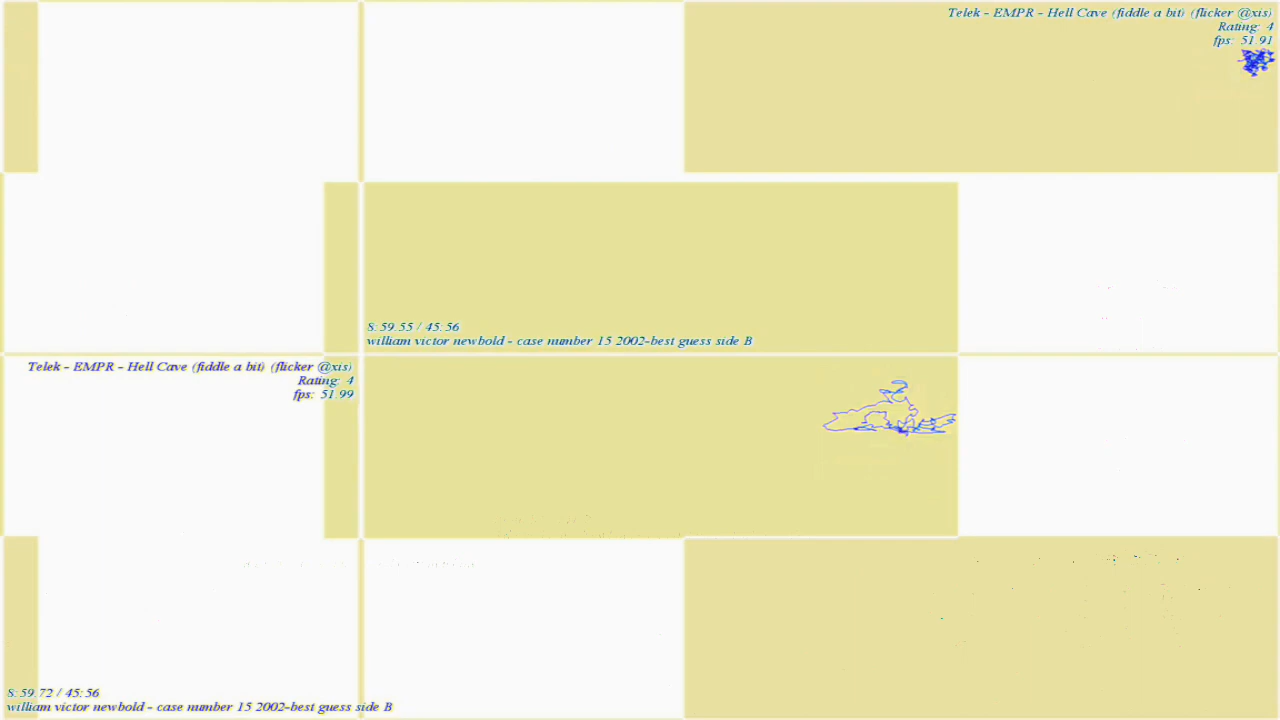 Telek - EMPR - Hell Cave (fiddle a bit) (flicker @xis)
Rating: 4
fps: 51.91
8:59.55 / 45:56
william victor newbold - case number 15 2002-best guess side B
Telek - EMPR - Hell Cave (fiddle a bit) (flicker @xis)
Rating: 4
fps: 51.99
8:59.72 / 45:56
william victor newbold - case number 15 2002-best guess side B